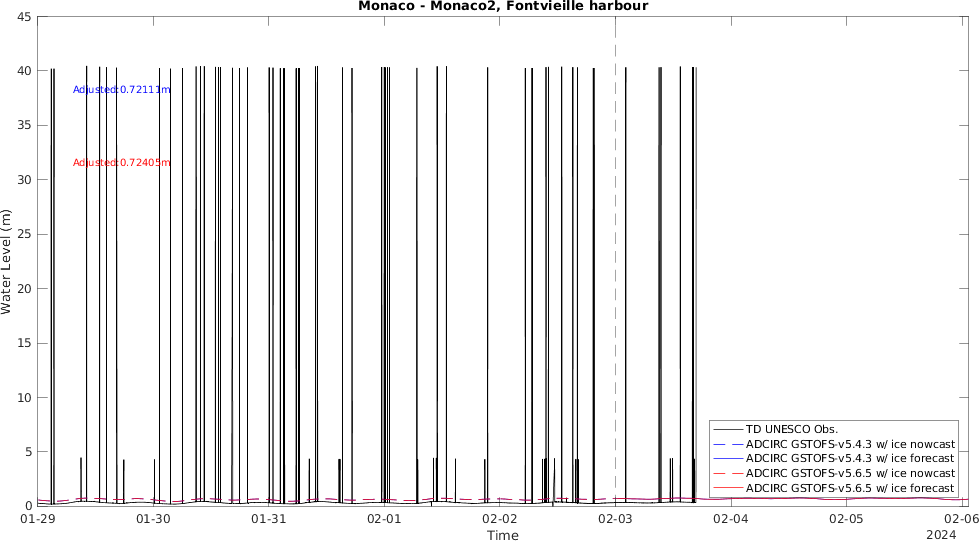 Monaco - Monaco2, Fontvieille harbour
45
40
35
30
25
20
15
10
5
0
Water Level (m)
Adjusted:0.72111m
Adjusted:0.72405m
TD UNESCO Obs.
ADCIRC GSTOFS-v5.4.3 w/ ice nowcast
ADCIRC GSTOFS-v5.4.3 w/ ice forecast
ADCIRC GSTOFS-v5.6.5 w/ ice nowcast
ADCIRC GSTOFS-v5.6.5 w/ ice forecast
01-29 01-30 01-31 02-01 02-02 02-03 02-04 02-05 02-06
Time
2024